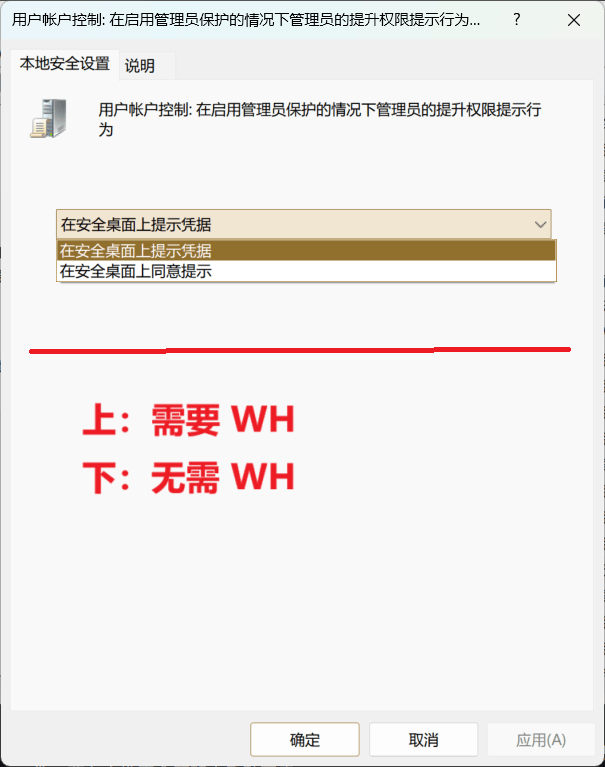 用户帐户控制: 在启用管理员保护的情况下管理员的提升权限提示行为...
本地安全设置
说明
用户帐户控制: 在启用管理员保护的情况下管理员的提升权限提示行
为
在安全桌面上提示凭据
在安全桌面上提示凭据
在安全桌面上同意提示
上：需要 WH
下：无需 WH
确定
取消
应用(A)